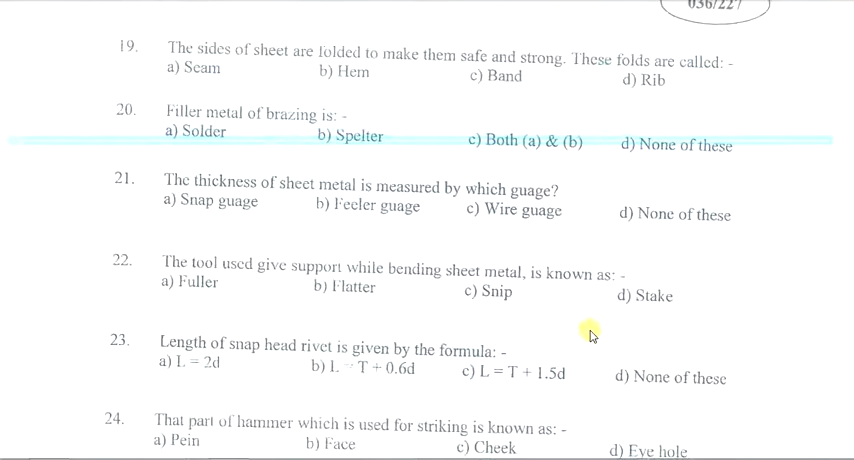 036/227
19. The sides of sheet are folded to make them safe and strong. These folds are called: -
a) Seam b) Hem c) Band d) Rib
20. Filler metal of brazing is: -
a) Solder b) Spelter c) Both (a) & (b) d) None of these
21. The thickness of sheet metal is measured by which guage?
a) Snap guage b) Feeler guage c) Wire guage d) None of these
22. The tool used give support while bending sheet metal, is known as: -
a) Fuller b) Flatter c) Snip d) Stake
23. Length of snap head rivet is given by the formula: -
a) L = 2d b) L = T + 0.6d c) L = T + 1.5d d) None of these
24. That part of hammer which is used for striking is known as: -
a) Pein b) Face c) Cheek d) Eye hole